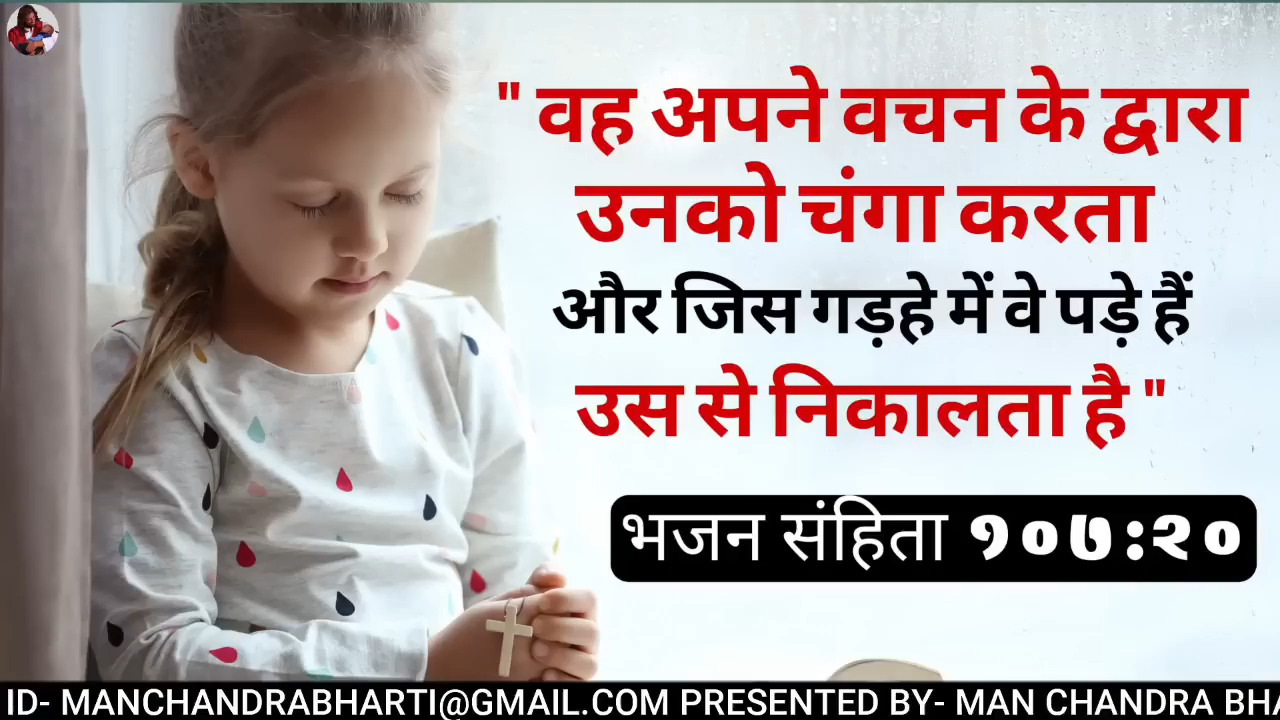 " वह अपने वचन के द्वारा
उनको चंगा करता
और जिस गड़हे में वे पड़े हैं
उस से निकालता है "
भजन संहिता १०७:२०
ID- MANCHANDRABHARTI@GMAIL.COM PRESENTED BY- MAN CHANDRA BHA